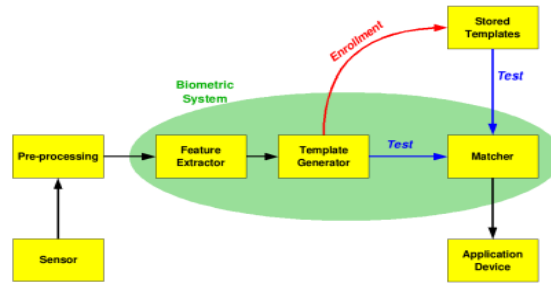 Stored
Templates
Enrollment
Test
Biometric
System
Pre-processing
Feature
Extractor
Template
Generator
Test
Matcher
Sensor
Application
Device